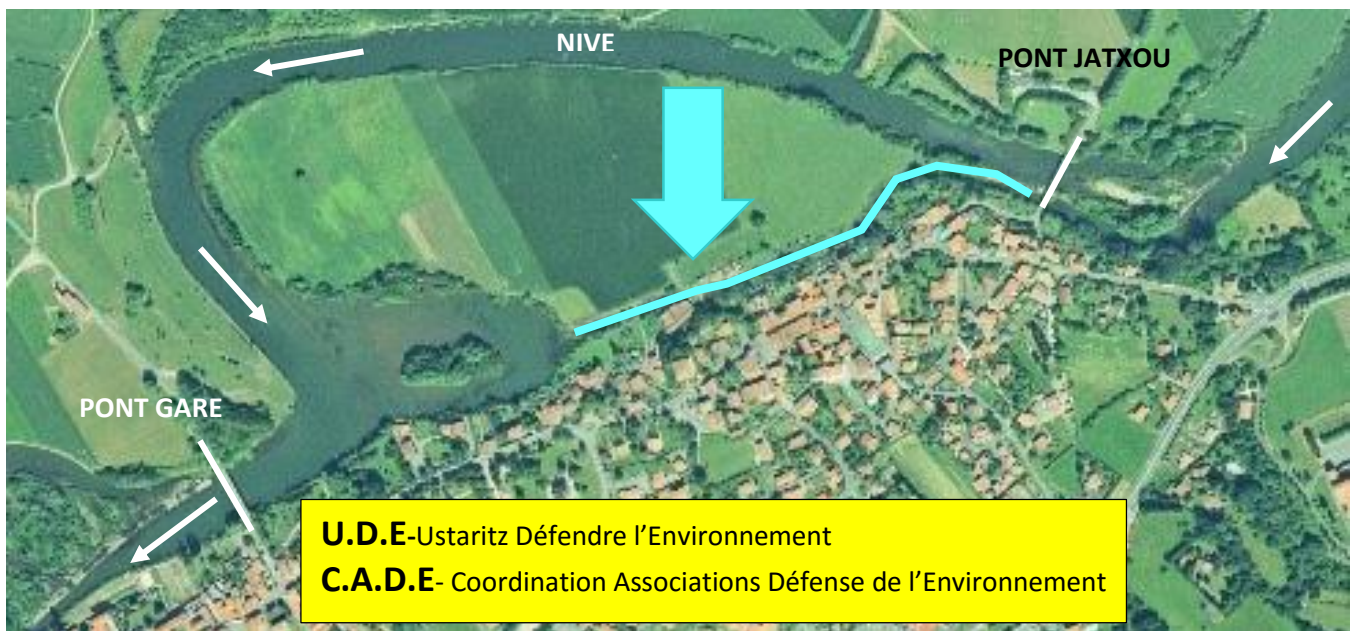 NIVE
PONT JATXOU
PONT GARE
U.D.E-Ustaritz Défendre l’Environnement
C.A.D.E- Coordination Associations Défense de l’Environnement